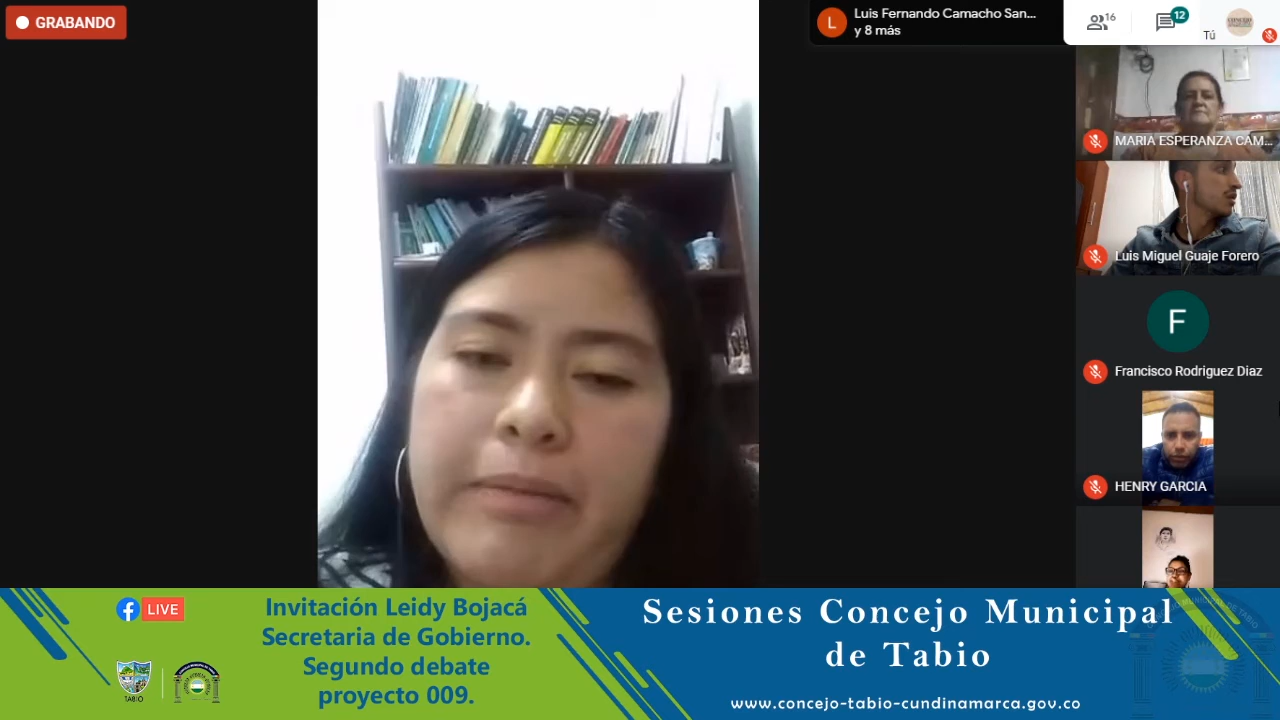 GRABANDO
Luis Fernando Camacho San...
y 8 más
16
12
Tú
MARIA ESPERANZA CAM...
Luis Miguel Guaje Forero
F
Francisco Rodriguez Diaz
HENRY GARCIA
L
LIVE
Invitación Leidy Bojacá
Secretaria de Gobierno.
Segundo debate
proyecto 009.
TABIO
Sesiones Concejo Municipal
de Tabio
www.concejo-tabio-cundinamarca.gov.co